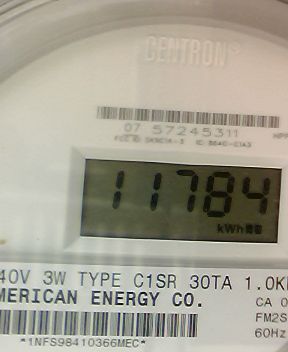 CENTRON®
07 57245311
11784
kWh
40V 3W TYPE C1SR 30TA 1.0K
MERICAN ENERGY CO.
CA 0
FM2S
60Hz
*1NFS98410366MEC*